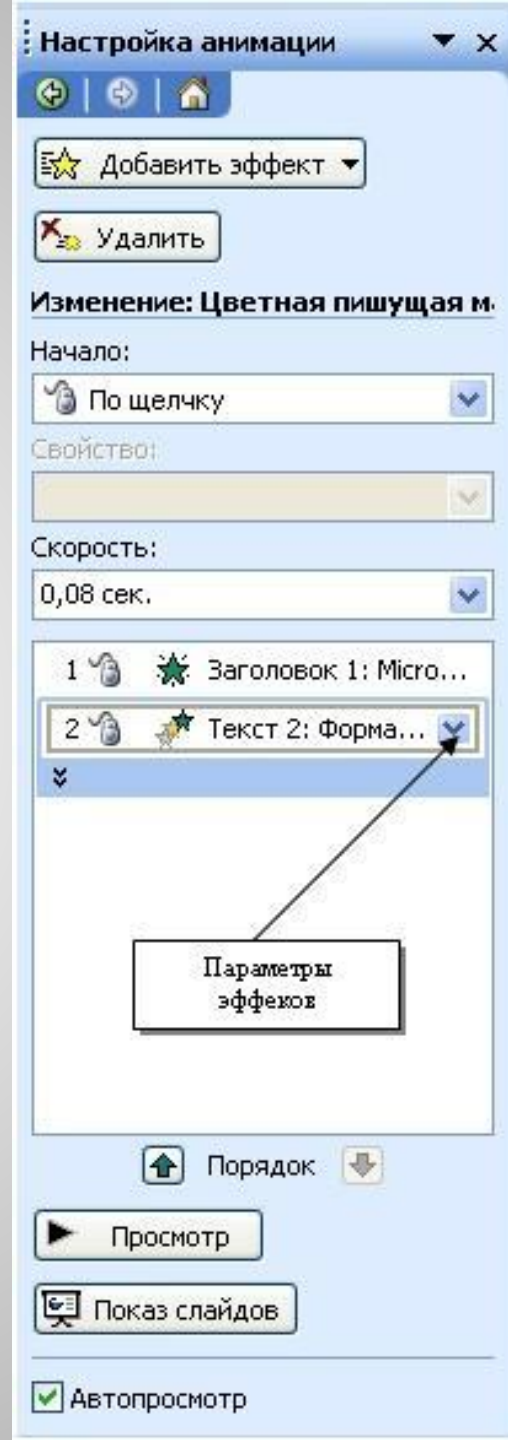 Настройка анимации
Добавить эффект
Удалить
Изменение: Цветная пишущая м
Начало:
По щелчку
Свойство:
Скорость:
0,08 сек.
1 Заголовок 1: Micro...
2 Текст 2: Форма...
Параметры
эффеков
Порядок
Просмотр
Показ слайдов
Автопросмотр